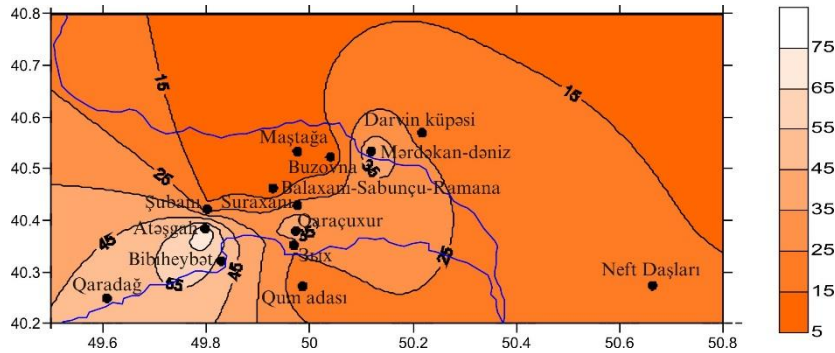 40.8
75
15
65
40.7
55
15
40.6
Darvin küpəsi
45
Maştağa
Mərdəkan-dəniz
40.5
35
Buzovna
25
Balaxanı-Sabunçu-Ramana
35
Şubanı
Suraxanı
40.4
Qaraçuxur
25
Atəşgah
35
45
Зых
25
Bibiheybət
40.3
Neft Daşları
15
45
Qaradağ
55
Qum adası
40.2
5
49.6
49.8
50
50.2
50.4
50.6
50.8